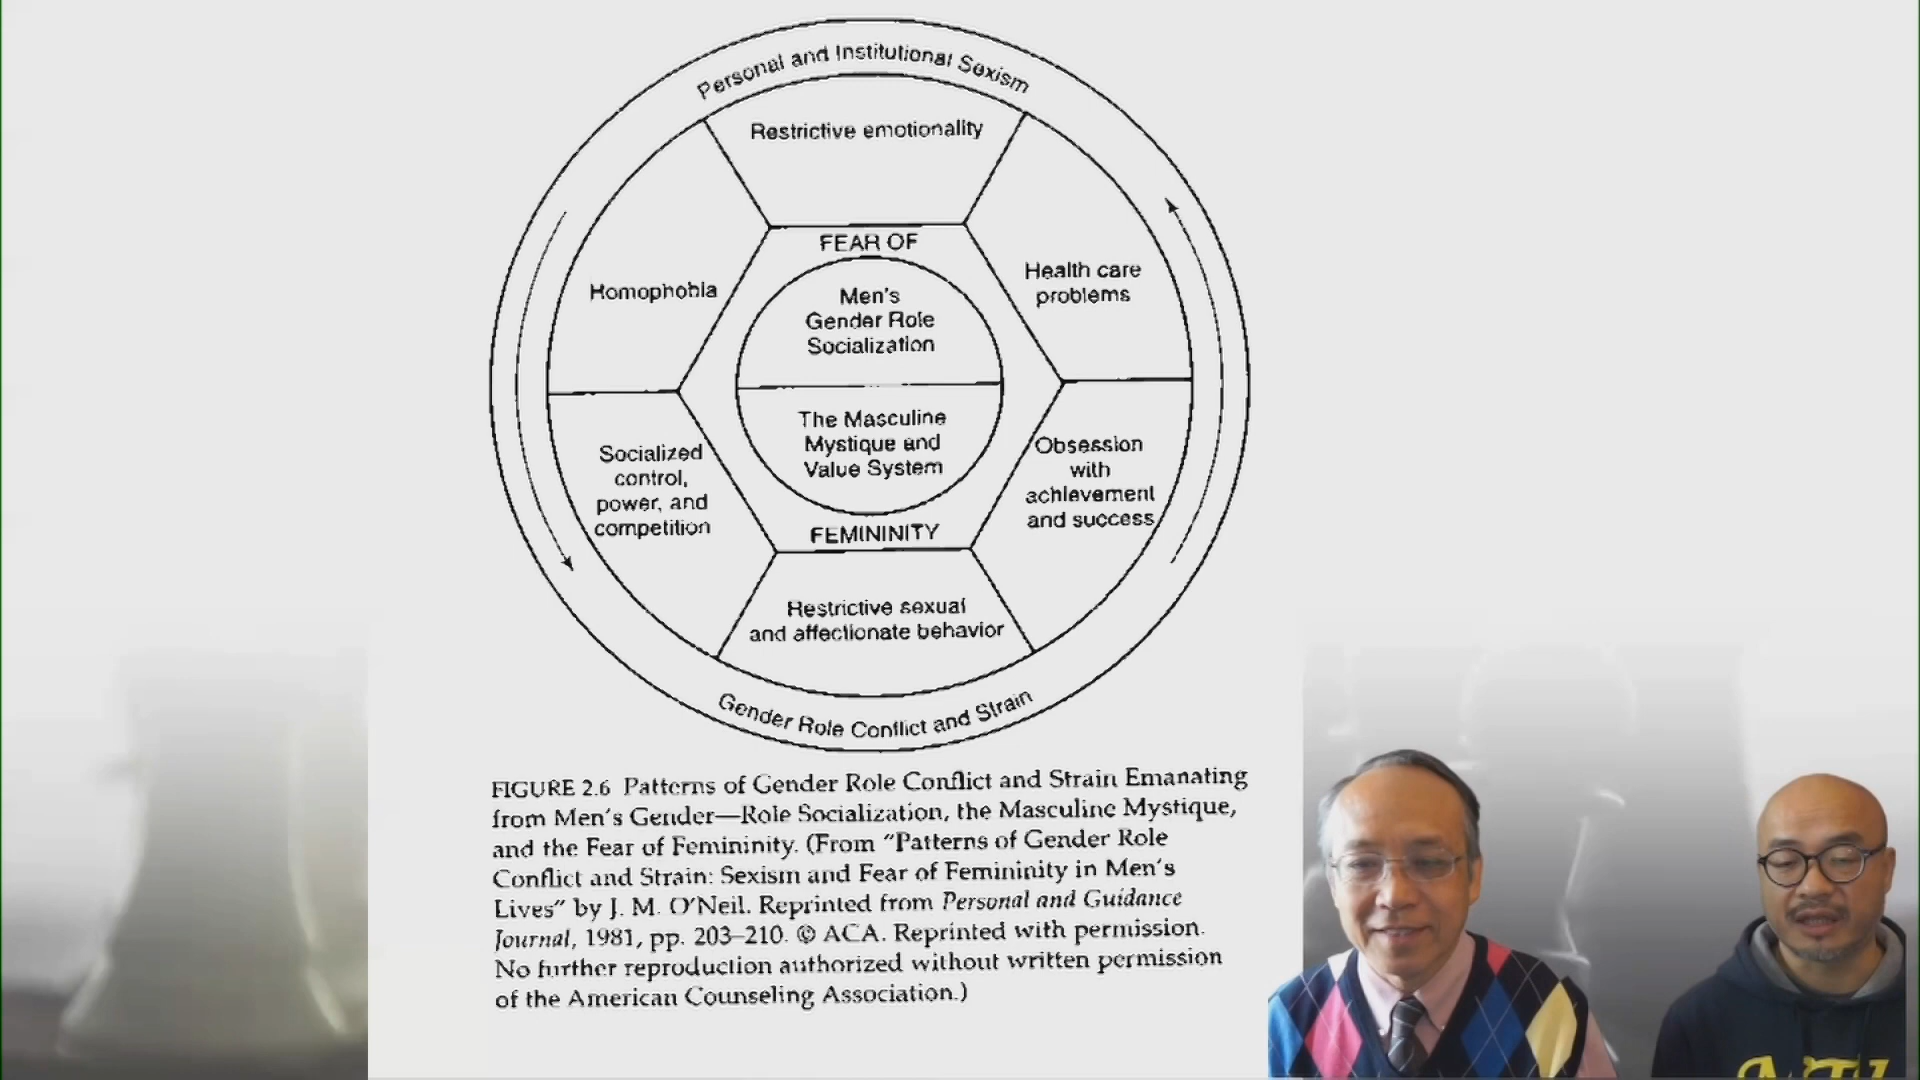 Personal and Institutional Sexism
Restrictive emotionality
Homophobia
FEAR OF
Men's
Gender Role
Socialization
Health care
problems
The Masculine
Mystique and
Value System
Socialized
control,
power, and
competition
Obsession
with
achievement
and success
FEMININITY
Restrictive sexual
and affectionate behavior
Gender Role Conflict and Strain
FIGURE 2.6 Patterns of Gender Role Conflict and Strain Emanating
from Men's Gender—Role Socialization, the Masculine Mystique,
and the Fear of Femininity. (From "Patterns of Gender Role
Conflict and Strain: Sexism and Fear of Femininity in Men's
Lives" by J. M. O'Neil. Reprinted from Personal and Guidance
Journal, 1981, pp. 203–210. © ACA. Reprinted with permission.
No further reproduction authorized without written permission
of the American Counseling Association.)